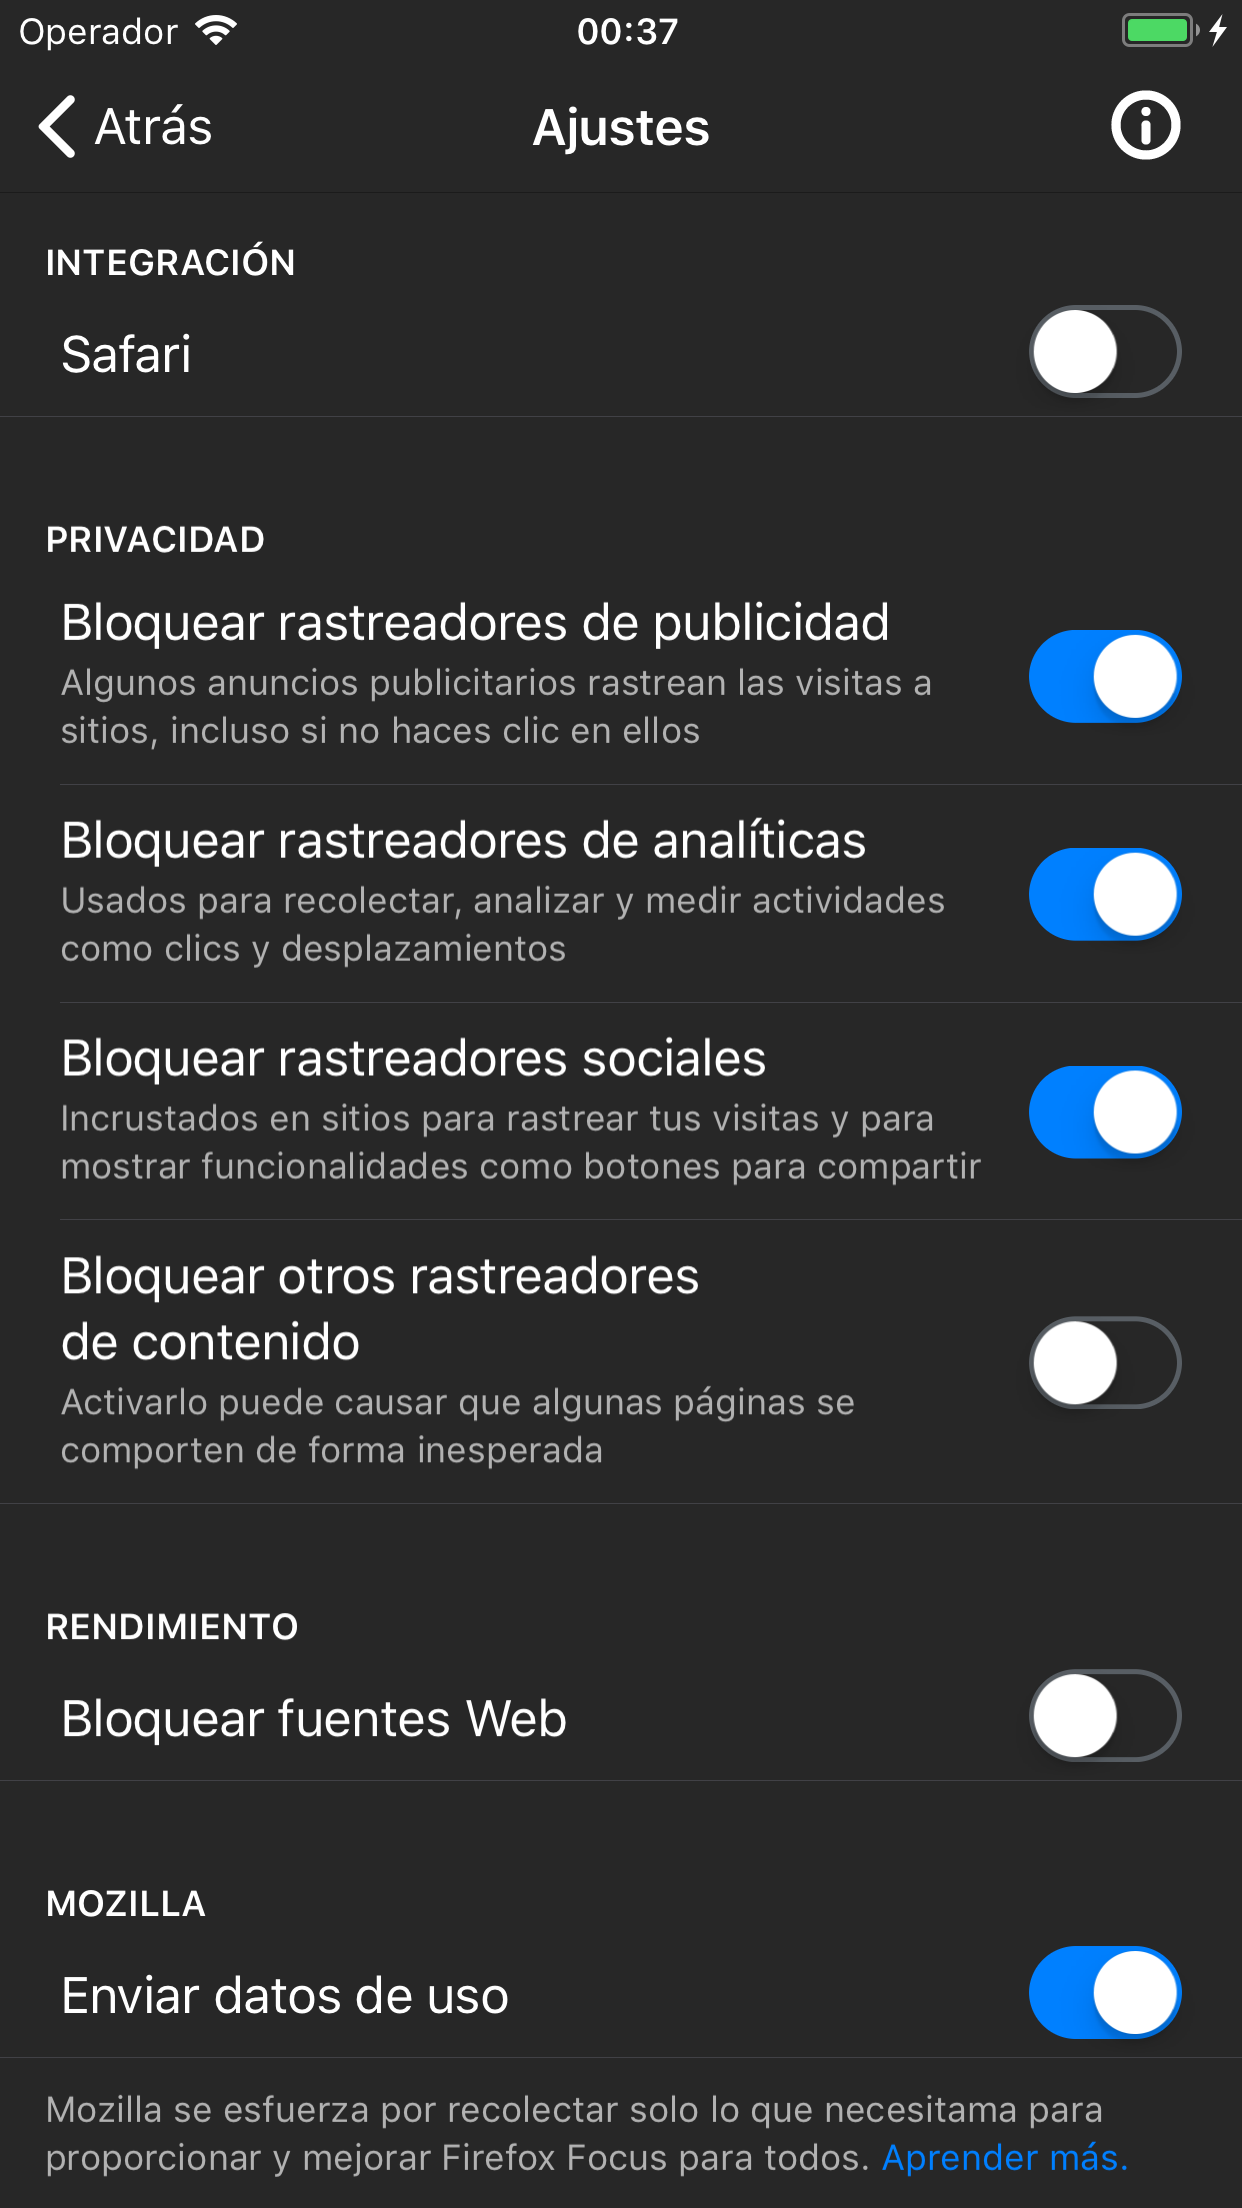 Operador
00:37
Atrás
Ajustes
INTEGRACIÓN
Safari
PRIVACIDAD
Bloquear rastreadores de publicidad
Algunos anuncios publicitarios rastrean las visitas a
sitios, incluso si no haces clic en ellos
Bloquear rastreadores de analíticas
Usados para recolectar, analizar y medir actividades
como clics y desplazamientos
Bloquear rastreadores sociales
Incrustados en sitios para rastrear tus visitas y para
mostrar funcionalidades como botones para compartir
Bloquear otros rastreadores
de contenido
Activarlo puede causar que algunas páginas se
comporten de forma inesperada
RENDIMIENTO
Bloquear fuentes Web
MOZILLA
Enviar datos de uso
Mozilla se esfuerza por recolectar solo lo que necesitama para
proporcionar y mejorar Firefox Focus para todos. Aprender más.